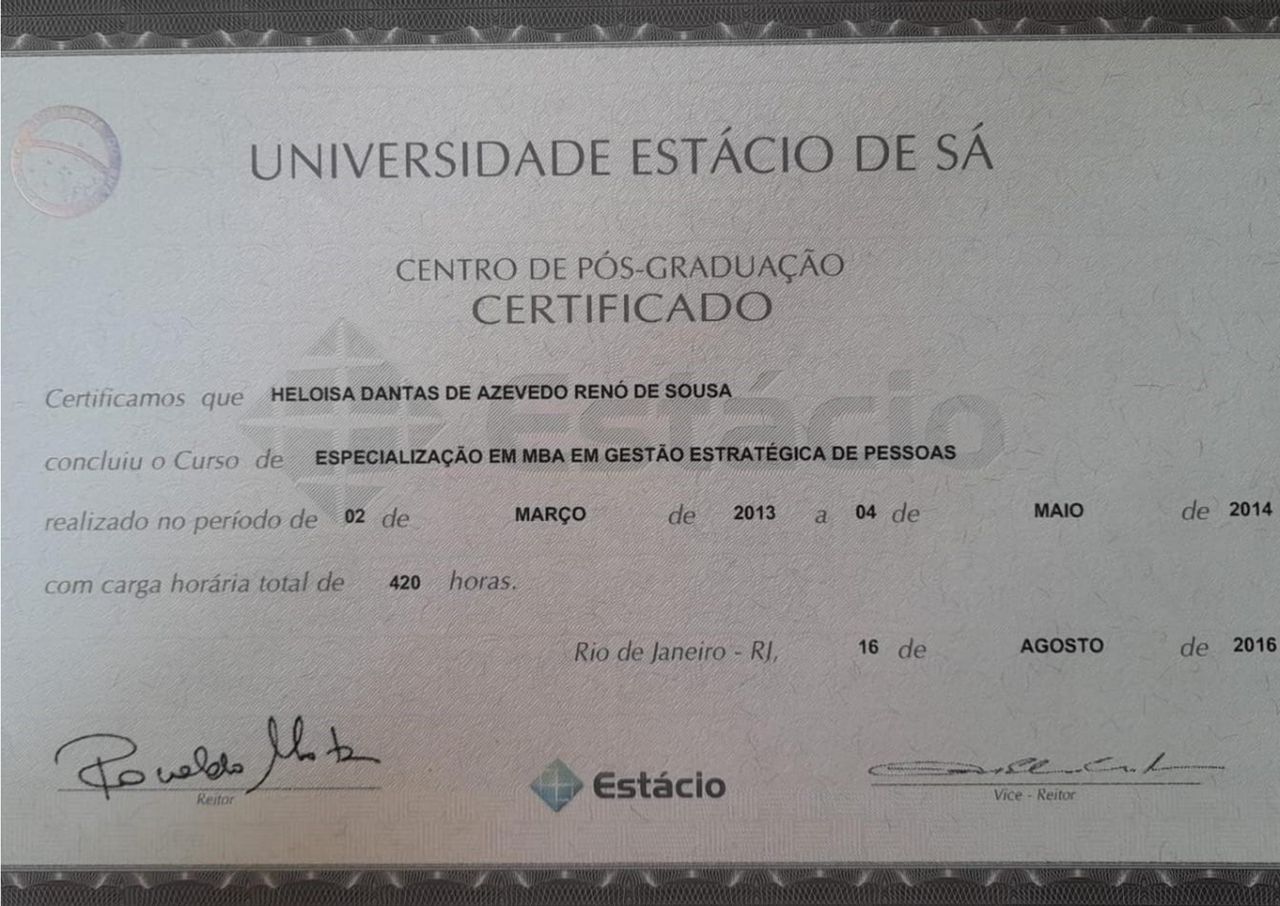 UNIVERSIDADE ESTÁCIO DE SÁ
CENTRO DE PÓS-GRADUAÇÃO
CERTIFICADO
Certificamos que HELOISA DANTAS DE AZEVEDO RENÓ DE SOUSA
concluiu o Curso de ESPECIALIZAÇÃO EM MBA EM GESTÃO ESTRATÉGICA DE PESSOAS
realizado no período de 02 de MARÇO de 2013 a 04 de MAIO de 2014
com carga horária total de 420 horas.
Rio de Janeiro - RJ, 16 de AGOSTO de 2016
Ronaldo Mota
Reitor
Estácio
Vice - Reitor
Estácio